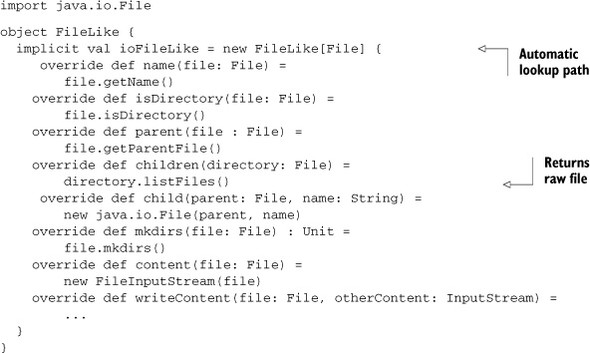 import java.io.File
object FileLike {
  implicit val ioFileLike = new FileLike[File] {
Automatic
lookup path
     override def name(file: File) =
        file.getName()
    override def isDirectory(file: File) =
        file.isDirectory()
    override def parent(file : File) =
        file.getParentFile()
    override def children(directory: File) =
        directory.listFiles()
Returns
raw file
     override def child(parent: File, name: String) =
        new java.io.File(parent, name)
    override def mkdirs(file: File) : Unit =
        file.mkdirs()
    override def content(file: File) =
        new FileInputStream(file)
    override def writeContent(file: File, otherContent: InputStream) =
        ...
  }
}